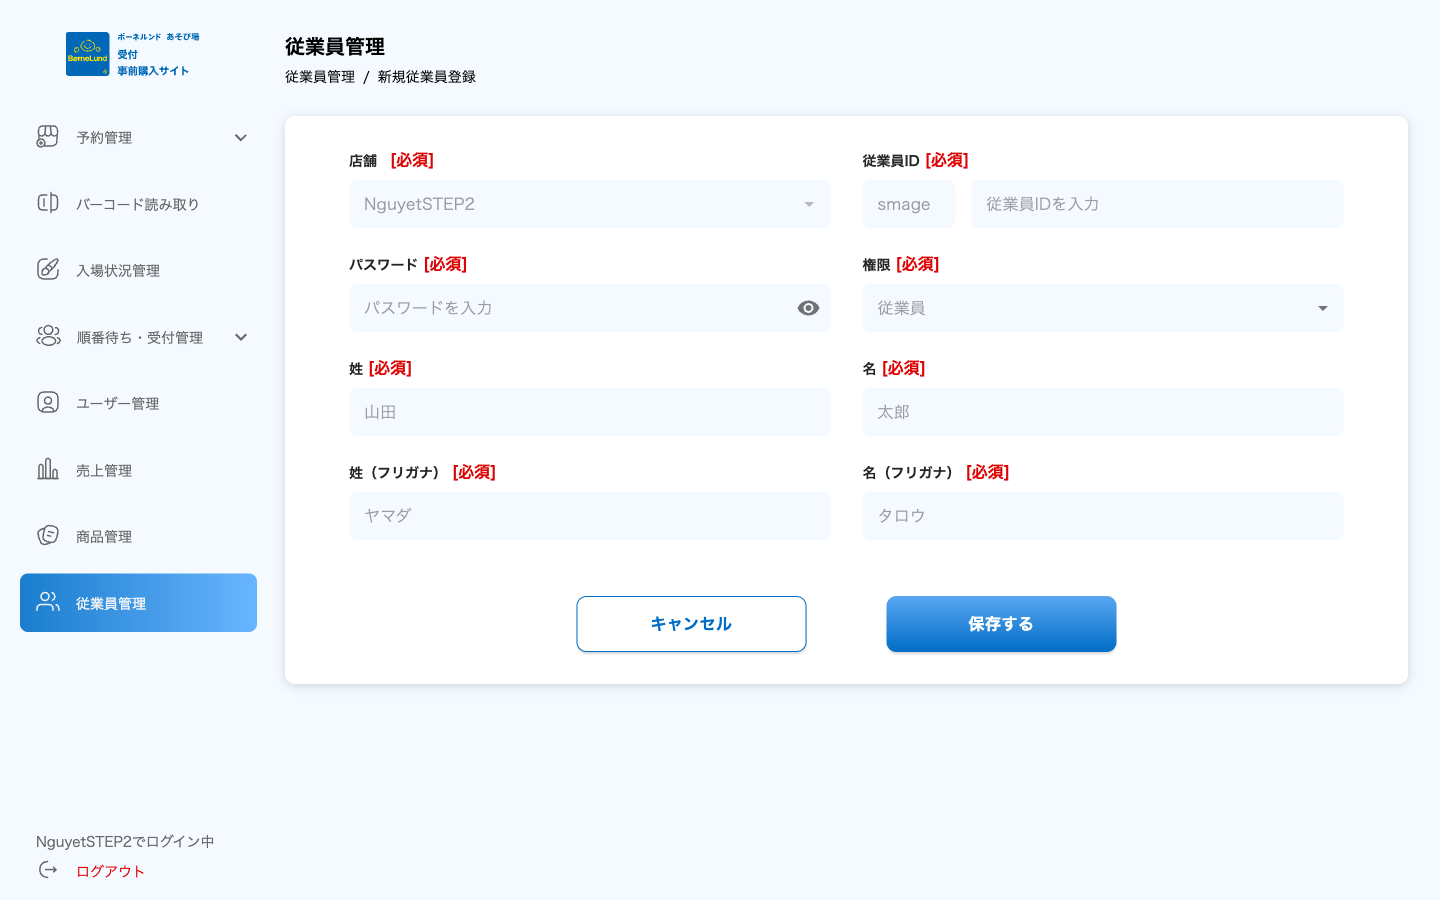 BørneLund
ボーネルンド あそび場
受付
事前購入サイト
予約管理
バーコード読み取り
入場状況管理
順番待ち・受付管理
ユーザー管理
売上管理
商品管理
従業員管理
NguyetSTEP2でログイン中
ログアウト
従業員管理
従業員管理 / 新規従業員登録
店舗 [必須]
NguyetSTEP2
従業員ID [必須]
smage 従業員IDを入力
パスワード [必須]
パスワードを入力
権限 [必須]
従業員
姓 [必須]
山田
名 [必須]
太郎
姓（フリガナ） [必須]
ヤマダ
名（フリガナ） [必須]
タロウ
キャンセル
保存する